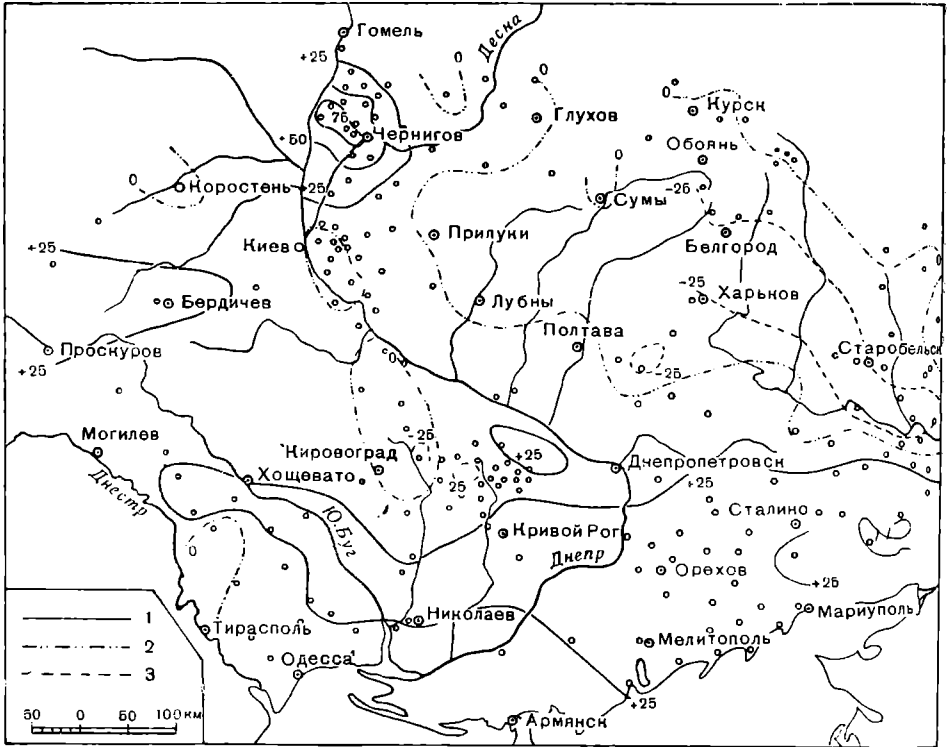 Гомель
+25
Десна
0
0
75
Чернигов
+50
Глухов
0
Курск
Обоянь
0
Коростень
+25
0
Сумы
-25
Киев
Прилуки
Белгород
+25
Бердичев
Лубны
-25
Харьков
Полтава
Проскуров
+25
0
-25
Старобельск
Могилев
Кировоград
-25
+25
Днепропетровск
Хощевато
25
+25
Днестр
Ю.Буг
Кривой Рог
Сталино
0
Днепр
Орехов
+25
Николаев
Мариуполь
Тирасполь
Мелитополь
Одесса
+25
Армянск
1
2
3
50 0 50 100 км